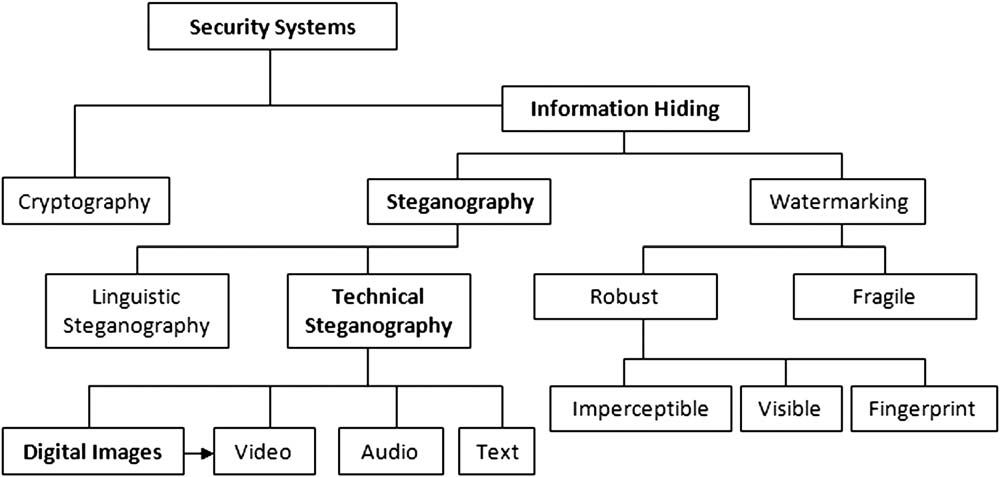 Security Systems
Information Hiding
Cryptography
Steganography
Watermarking
Linguistic
Steganography
Technical
Steganography
Robust
Fragile
Imperceptible
Visible
Fingerprint
Digital Images
Video
Audio
Text